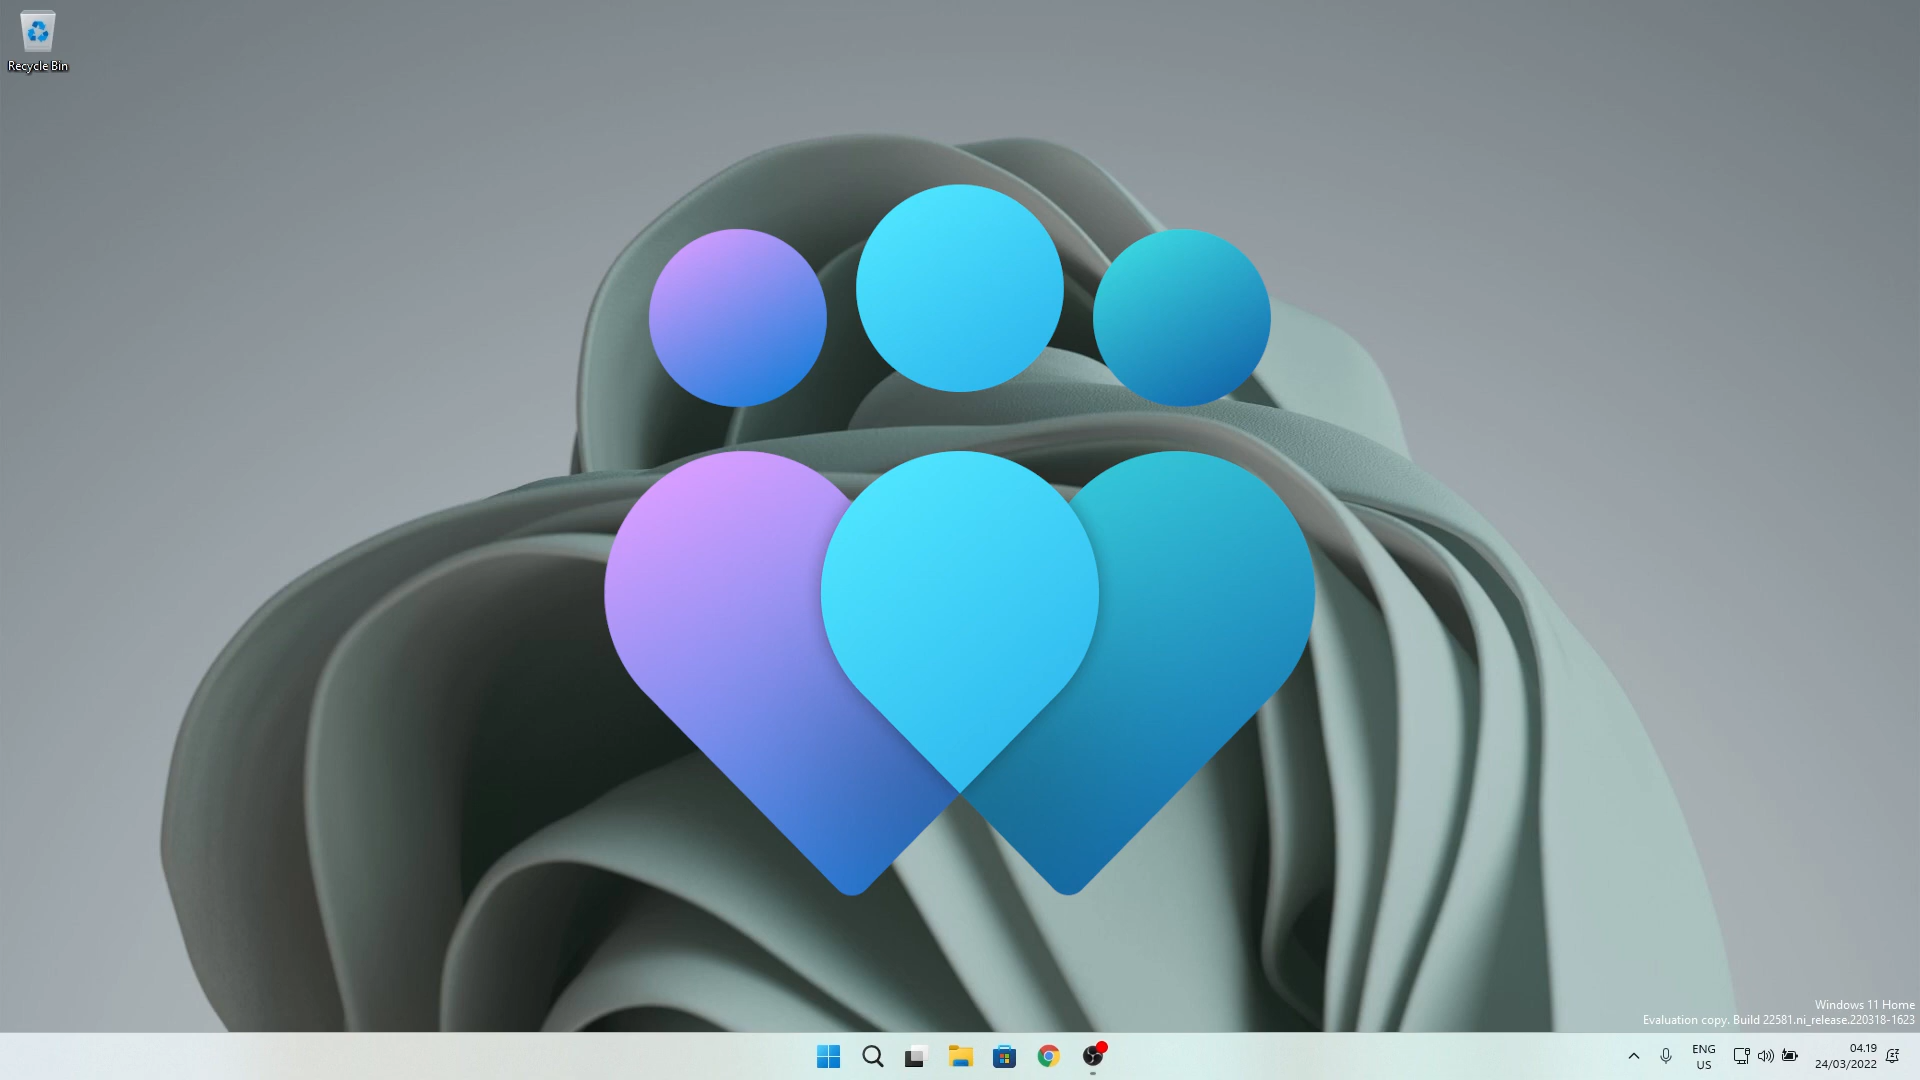 Recycle Bin
Windows 11 Home
Evaluation copy. Build 22581.ni_release.220318-1623
ENG
US
04.19
24/03/2022